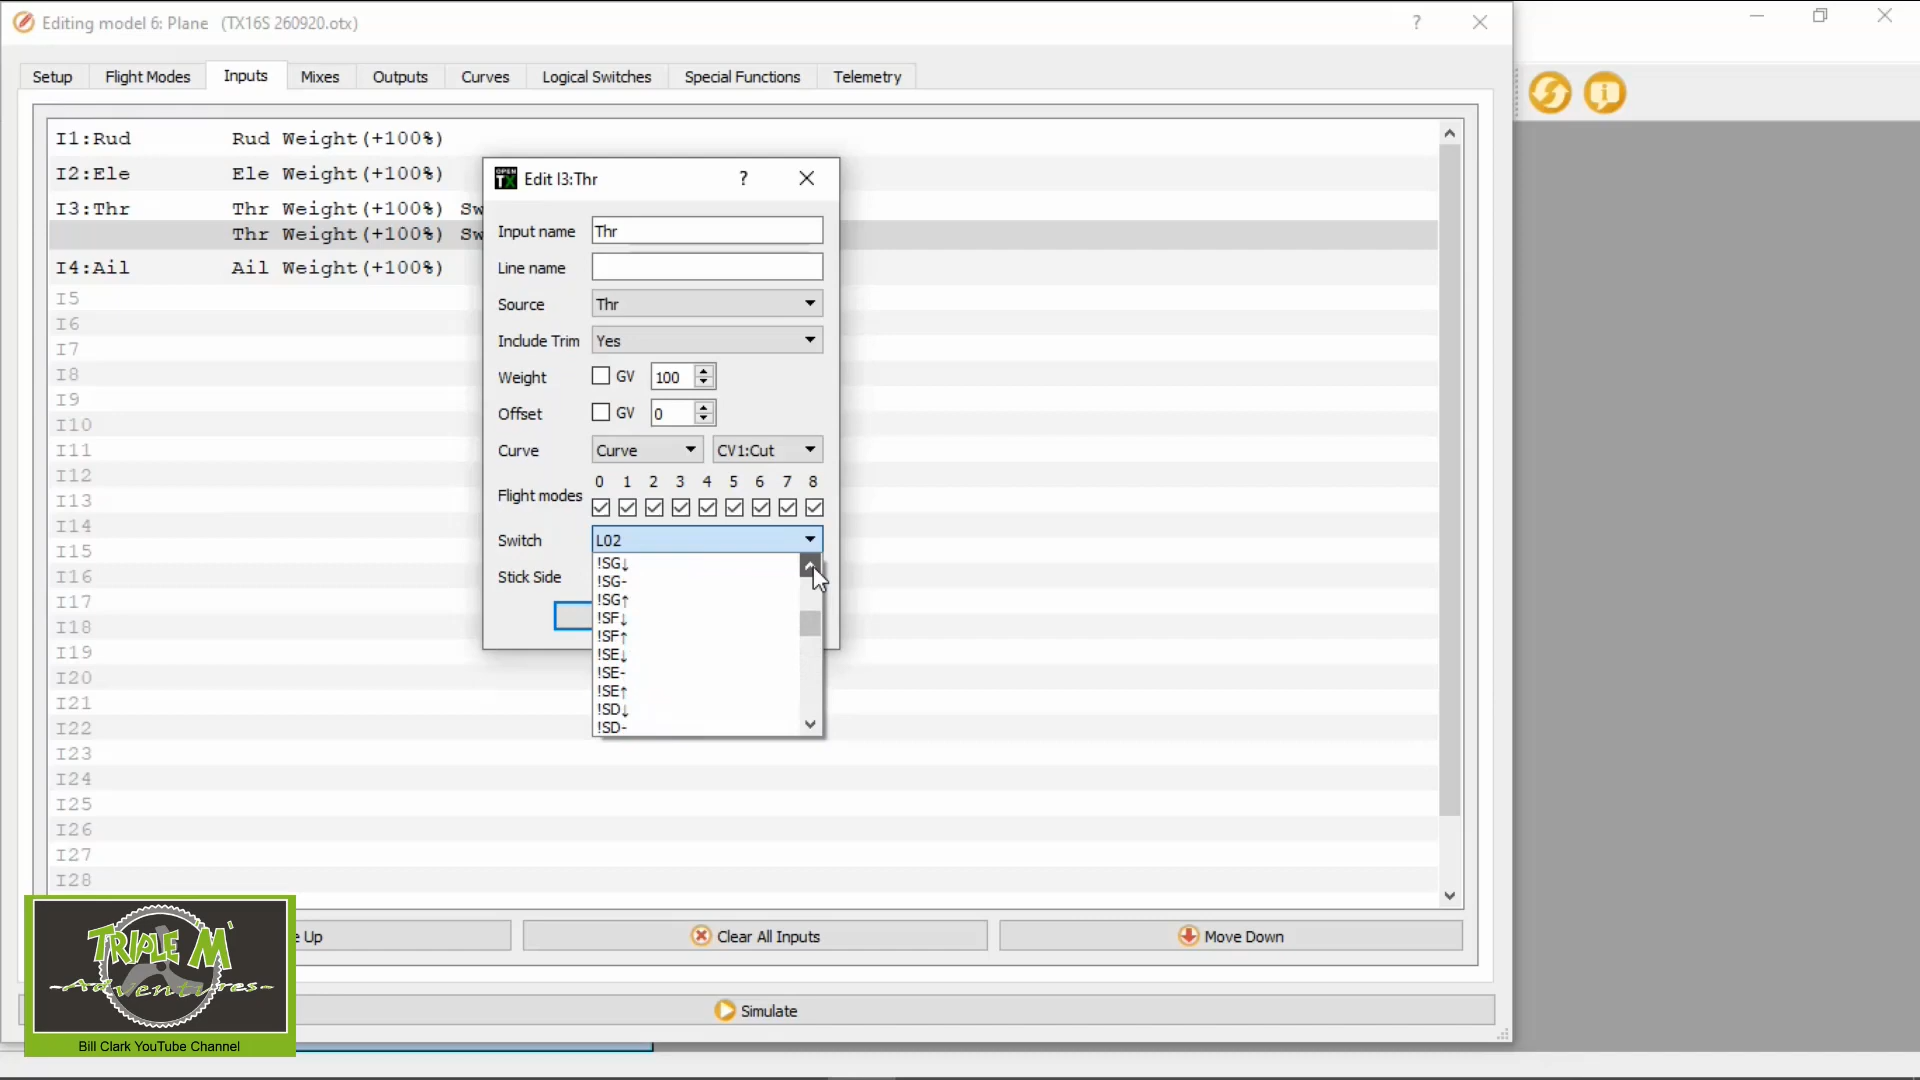 Editing model 6: Plane (TX16S 260920.otx)
Setup Flight Modes Inputs Mixes Outputs Curves Logical Switches Special Functions Telemetry
I1:Rud Rud Weight(+100%)
I2:Ele Ele Weight(+100%)
I3:Thr Thr Weight(+100%) Sw
Thr Weight(+100%) Sw
I4:Ail Ail Weight(+100%)
I5
I6
I7
I8
I9
I10
I11
I12
I13
I14
I15
I16
I17
I18
I19
I20
I21
I22
I23
I24
I25
I26
I27
I28
OPEN TX Edit I3:Thr ?
Input name Thr
Line name
Source Thr
Include Trim Yes
Weight GV 100
Offset GV 0
Curve Curve CV1:Cut
0 1 2 3 4 5 6 7 8
Flight modes
Switch L02
Stick Side
!SG↓
!SG-
!SG↑
!SF↓
!SF↑
!SE↓
!SE-
!SE↑
!SD↓
!SD-
e Up Clear All Inputs Move Down
Simulate
TRIPLE M
-Adventures-
Bill Clark YouTube Channel